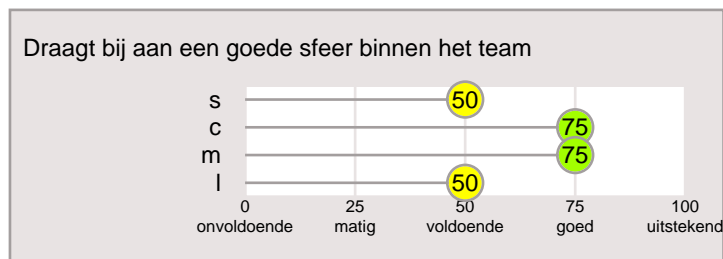 Draagt bij aan een goede sfeer binnen het team
s 50
c 75
m 75
l 50
0 25 50 75 100
onvoldoende matig voldoende goed uitstekend